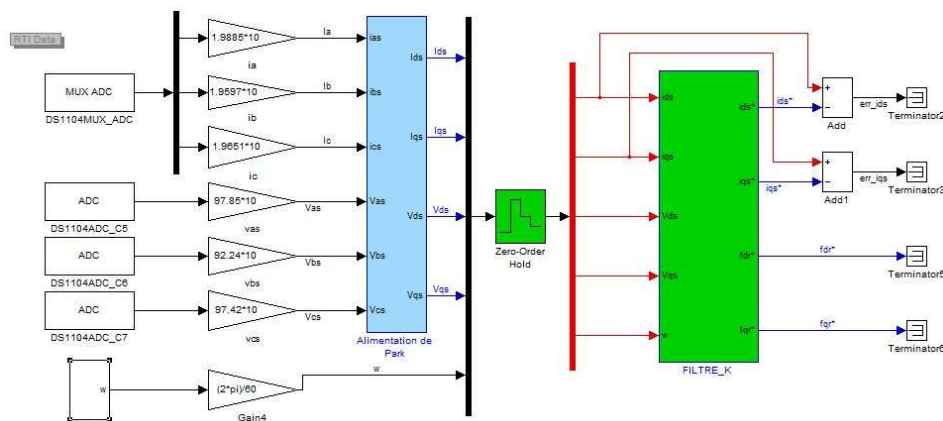 RTI Data
MUX ADC
DS1104MUX_ADC
1.9885*10
ia
Ia
1.9597*10
ib
Ib
1.9651*10
ic
Ic
ADC
DS1104ADC_C5
97.85*10
vas
Vas
ADC
DS1104ADC_C6
92.24*10
vbs
Vbs
ADC
DS1104ADC_C7
97.42*10
vcs
Vcs
w
(2*pi)/60
Gain4
w
ias
ibs
ics
Vas
Vbs
Vcs
Ids
Iqs
Vds
Vqs
Alimentation de
Park
Ids
Iqs
Vds
Vqs
Zero-Order
Hold
ids
iqs
Vds
Vqs
w
ids*
iqs*
fdr*
fqr*
FILTRE_K
ids*
iqs*
fdr*
fqr*
Add
err_ids
Terminator2
Add1
err_iqs
Terminator3
Terminator5
Terminator6